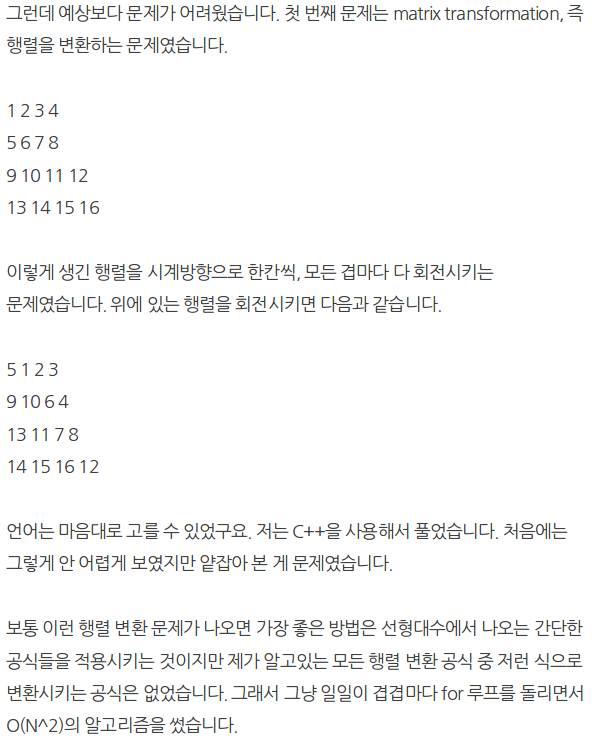 그런데 예상보다 문제가 어려웠습니다. 첫 번째 문제는 matrix transformation, 즉
행렬을 변환하는 문제였습니다.
1 2 3 4
5 6 7 8
9 10 11 12
13 14 15 16
이렇게 생긴 행렬을 시계방향으로 한칸씩, 모든 겹마다 다 회전시키는
문제였습니다. 위에 있는 행렬을 회전시키면 다음과 같습니다.
5 1 2 3
9 10 6 4
13 11 7 8
14 15 16 12
언어는 마음대로 고를 수 있었구요. 저는 C++을 사용해서 풀었습니다. 처음에는
그렇게 안 어렵게 보였지만 얕잡아 본 게 문제였습니다.
보통 이런 행렬 변환 문제가 나오면 가장 좋은 방법은 선형대수에서 나오는 간단한
공식들을 적용시키는 것이지만 제가 알고있는 모든 행렬 변환 공식 중 저런 식으로
변환시키는 공식은 없었습니다. 그래서 그냥 일일이 겹겹마다 for 루프를 돌리면서
O(N^2)의 알고리즘을 썼습니다.